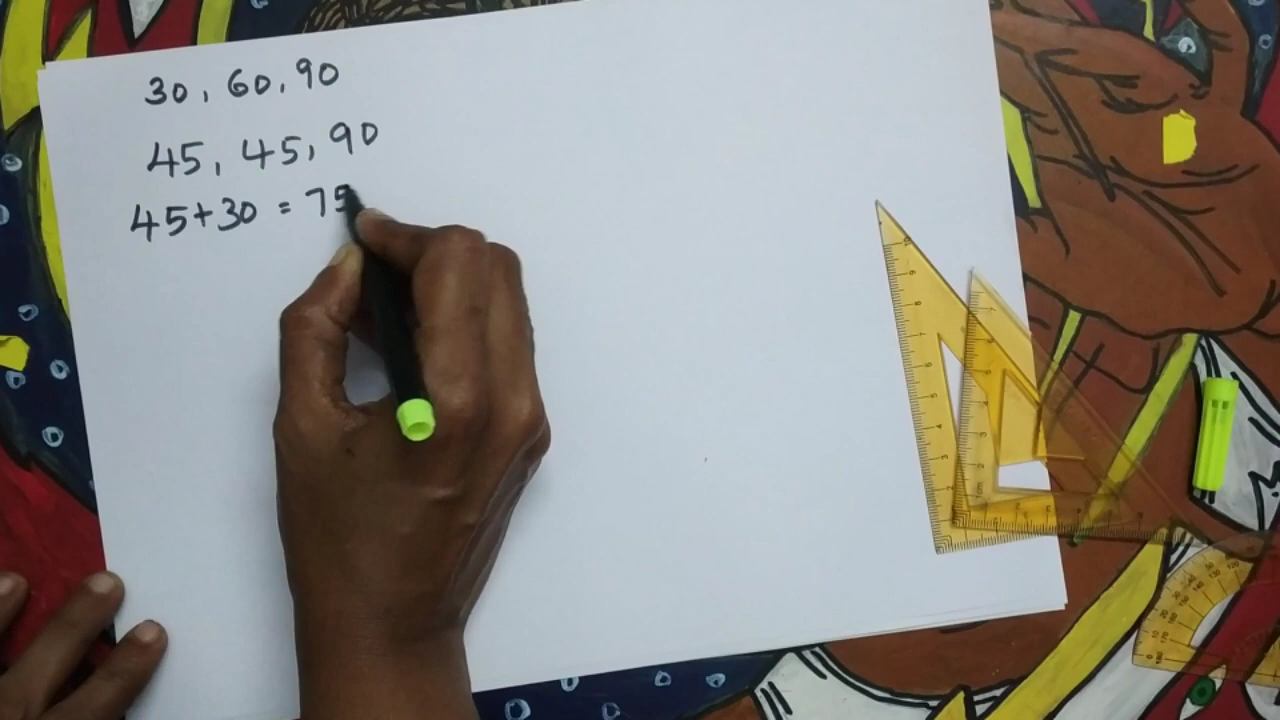 30, 60, 90
45, 45, 90
45+30 = 75